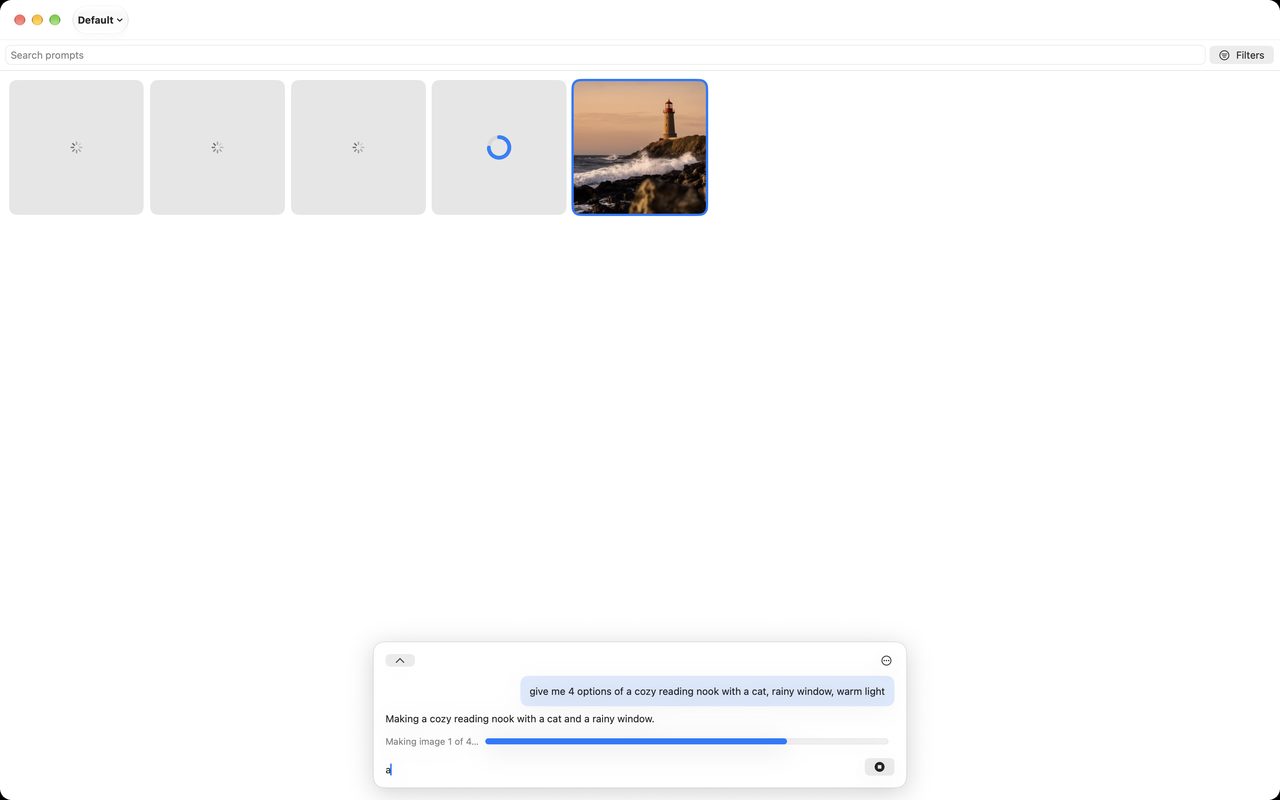 Default
Search prompts
Filters
give me 4 options of a cozy reading nook with a cat, rainy window, warm light
Making a cozy reading nook with a cat and a rainy window.
Making image 1 of 4...
a